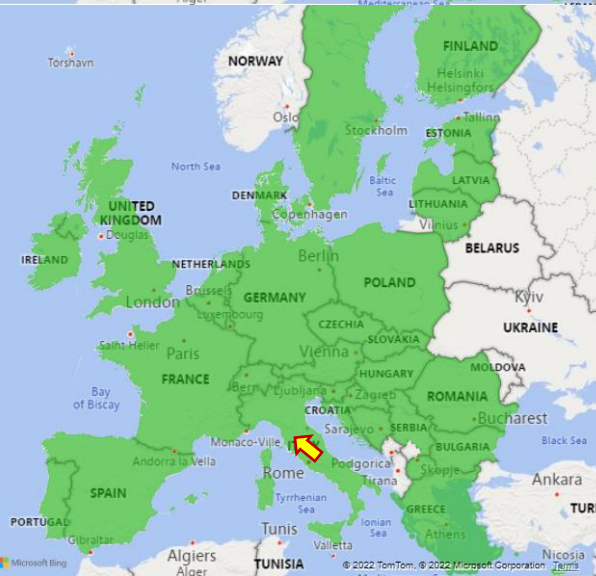 Alger
Mediterranean Sea
Tórshavn
NORWAY
FINLAND
Helsinki
Helsingfors
Oslo
Stockholm
Tallinn
ESTONIA
North Sea
Baltic
Sea
LATVIA
DENMARK
Copenhagen
LITHUANIA
Vilnius
UNITED
KINGDOM
Douglas
BELARUS
IRELAND
NETHERLANDS
Berlin
London
Brussels
GERMANY
POLAND
Luxembourg
Kyiv
CZECHIA
UKRAINE
Saint Helier
Paris
SLOVAKIA
Vienna
FRANCE
Bern
HUNGARY
MOLDOVA
Bay
of Biscay
Ljubljana
Zagreb
ROMANIA
CROATIA
Bucharest
Sarajevo
SERBIA
Monaco-Ville
BULGARIA
Black Sea
Andorra la Vella
Rome
Podgorica
Skopje
Tirana
Ankara
SPAIN
Tyrrhenian
Sea
GREECE
TUR
PORTUGAL
Ionian
Sea
Athens
Gibraltar
Tunis
Valletta
Algiers
Alger
TUNISIA
Nicosia
Microsoft Bing
© 2022 TomTom, © 2022 Microsoft Corporation Terms